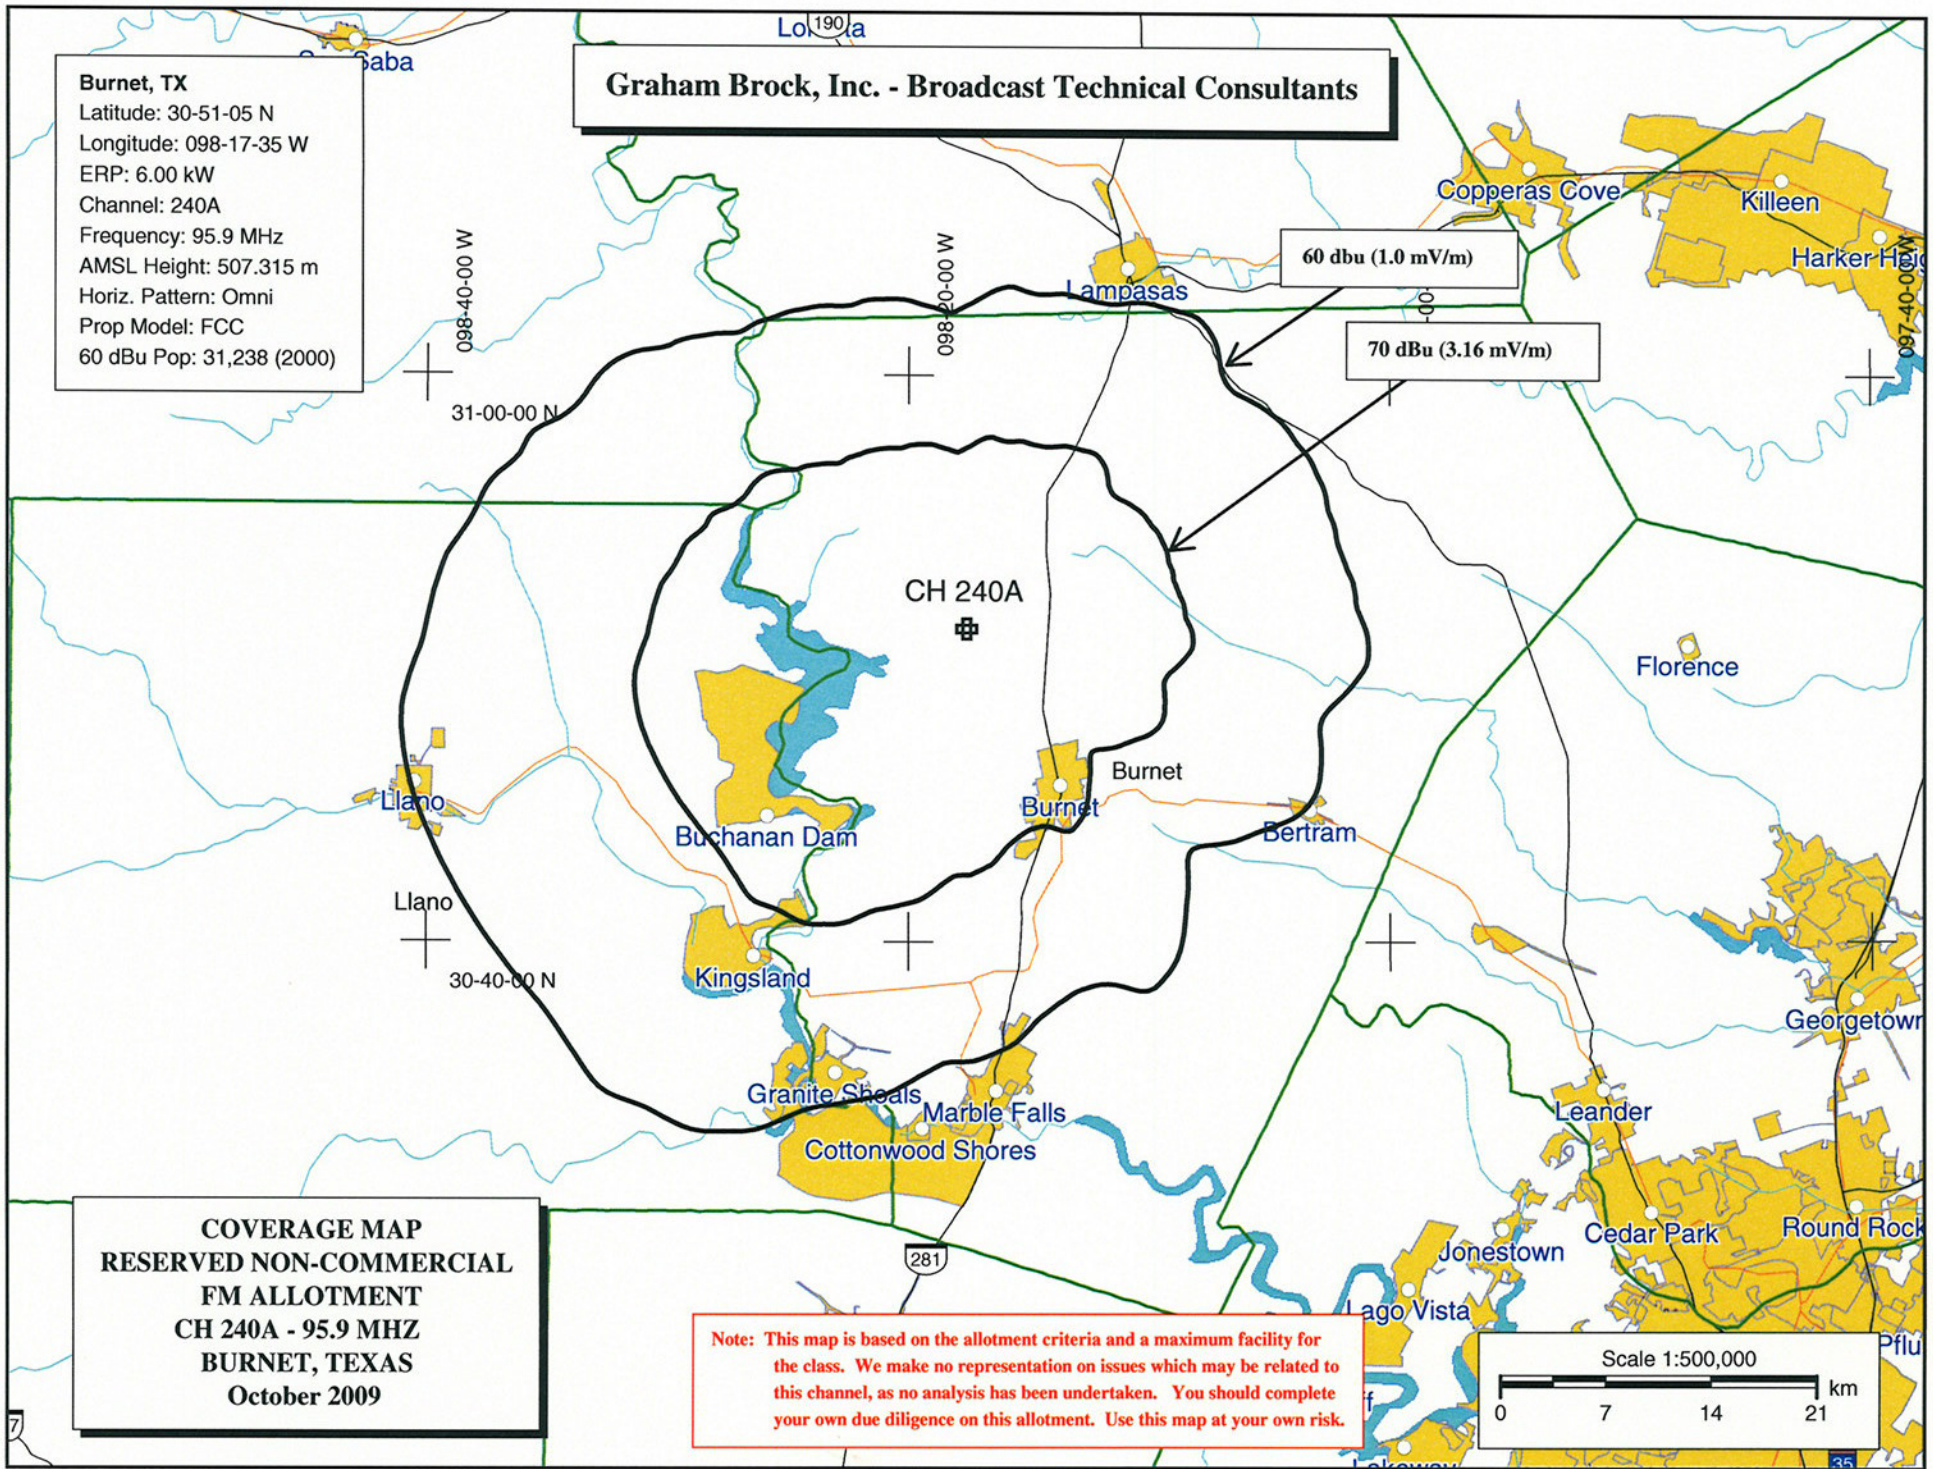 190
Graham Brock, Inc. - Broadcast Technical Consultants
Burnet, TX
Latitude: 30-51-05 N
Longitude: 098-17-35 W
ERP: 6.00 kW
Channel: 240A
Frequency: 95.9 MHz
AMSL Height: 507.315 m
Horiz. Pattern: Omni
Prop Model: FCC
60 dBu Pop: 31,238 (2000)
Saba
Copperas Cove
Killeen
Harker Heig
Lampasas
098-40-00 W
098-20-00 W
097-40-00 W
60 dbu (1.0 mV/m)
70 dBu (3.16 mV/m)
31-00-00 N
CH 240A
Florence
Burnet
Burnet
Llano
Buchanan Dam
Bertram
Llano
30-40-00 N
Kingsland
Georgetown
Granite Shoals
Marble Falls
Cottonwood Shores
Leander
Cedar Park
Round Rock
Jonestown
Lago Vista
281
COVERAGE MAP
RESERVED NON-COMMERCIAL
FM ALLOTMENT
CH 240A - 95.9 MHZ
BURNET, TEXAS
October 2009
Note: This map is based on the allotment criteria and a maximum facility for
the class. We make no representation on issues which may be related to
this channel, as no analysis has been undertaken. You should complete
your own due diligence on this allotment. Use this map at your own risk.
Scale 1:500,000
km
0 7 14 21
Pflu
7
35